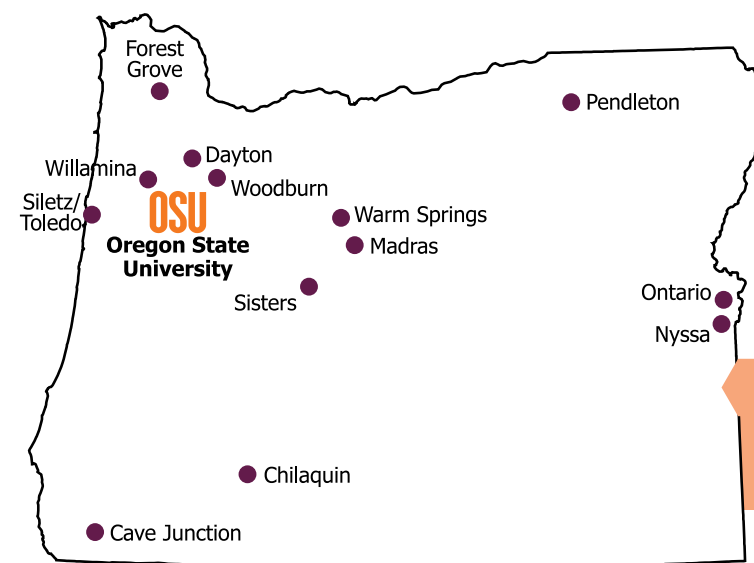 Forest
Grove
Pendleton
Dayton
Willamina
Woodburn
Siletz/
Toledo
OSU
Oregon State
University
Warm Springs
Madras
Sisters
Ontario
Nyssa
Chilaquin
Cave Junction